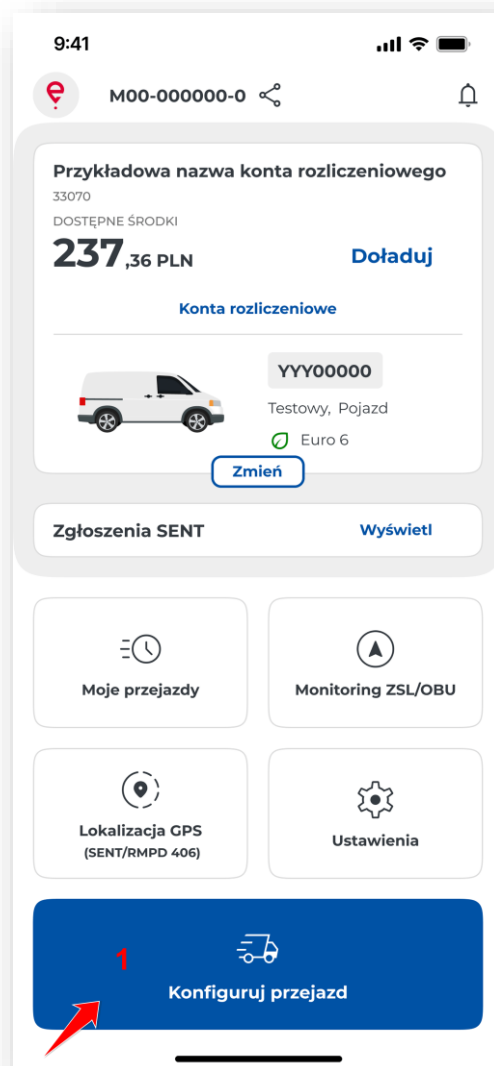 9:41
M00-000000-0
Przykładowa nazwa konta rozliczeniowego
33070
DOSTĘPNE ŚRODKI
237,36 PLN
Doładuj
Konta rozliczeniowe
YYY00000
Testowy, Pojazd
Euro 6
Zmień
Zgłoszenia SENT
Wyświetl
Moje przejazdy
Monitoring ZSL/OBU
Lokalizacja GPS
(SENT/RMPD 406)
Ustawienia
1
Konfiguruj przejazd